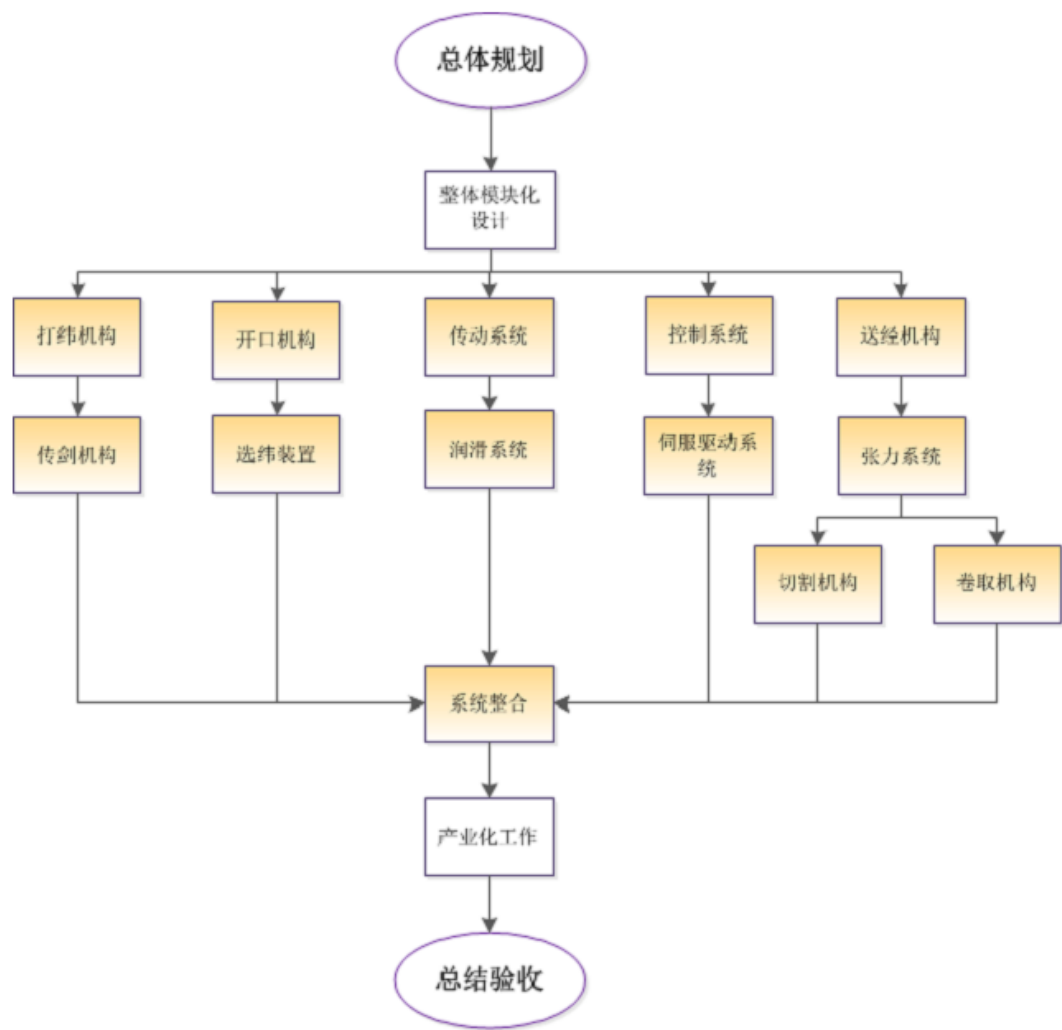 总体规划
整体模块化
设计
打纬机构
开口机构
传动系统
控制系统
送经机构
传剑机构
选纬装置
润滑系统
伺服驱动系
统
张力系统
切割机构
卷取机构
系统整合
产业化工作
总结验收